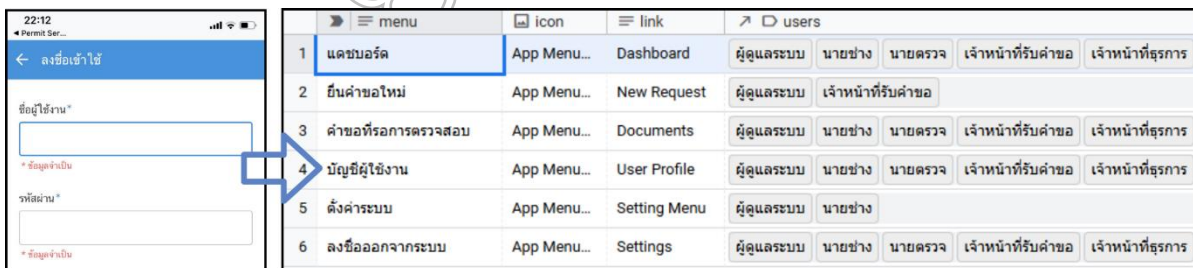 22:12
◀ Permit Ser...
← ลงชื่อเข้าใช้
ชื่อผู้ใช้งาน*
* ข้อมูลจำเป็น
รหัสผ่าน*
* ข้อมูลจำเป็น
menu icon link users
1 แดชบอร์ด App Menu... Dashboard ผู้ดูแลระบบ นายช่าง นายตรวจ เจ้าหน้าที่รับคำขอ เจ้าหน้าที่ธุรการ
2 ยื่นคำขอใหม่ App Menu... New Request ผู้ดูแลระบบ เจ้าหน้าที่รับคำขอ
3 คำขอที่รอการตรวจสอบ App Menu... Documents ผู้ดูแลระบบ นายช่าง นายตรวจ เจ้าหน้าที่รับคำขอ เจ้าหน้าที่ธุรการ
4 บัญชีผู้ใช้งาน App Menu... User Profile ผู้ดูแลระบบ นายช่าง นายตรวจ เจ้าหน้าที่รับคำขอ เจ้าหน้าที่ธุรการ
5 ตั้งค่าระบบ App Menu... Setting Menu ผู้ดูแลระบบ นายช่าง
6 ลงชื่อออกจากระบบ App Menu... Settings ผู้ดูแลระบบ นายช่าง นายตรวจ เจ้าหน้าที่รับคำขอ เจ้าหน้าที่ธุรการ